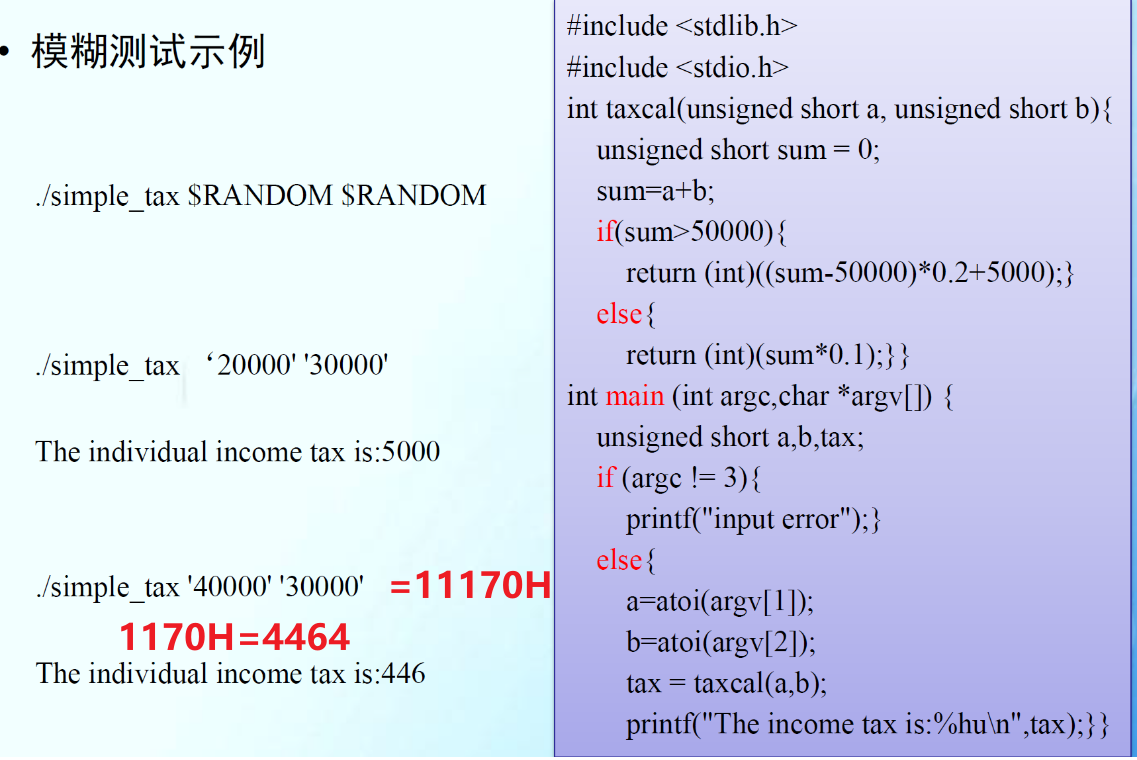 • 模糊测试示例
./simple_tax $RANDOM $RANDOM
./simple_tax ‘20000' '30000'
The individual income tax is:5000
./simple_tax '40000' '30000' =11170H
1170H=4464
The individual income tax is:446
#include <stdlib.h>
#include <stdio.h>
int taxcal(unsigned short a, unsigned short b){
unsigned short sum = 0;
sum=a+b;
if(sum>50000){
return (int)((sum-50000)*0.2+5000);}
else{
return (int)(sum*0.1);}}
int main (int argc,char *argv[]) {
unsigned short a,b,tax;
if (argc != 3){
printf("input error");}
else{
a=atoi(argv[1]);
b=atoi(argv[2]);
tax = taxcal(a,b);
printf("The income tax is:%hu\n",tax);}}